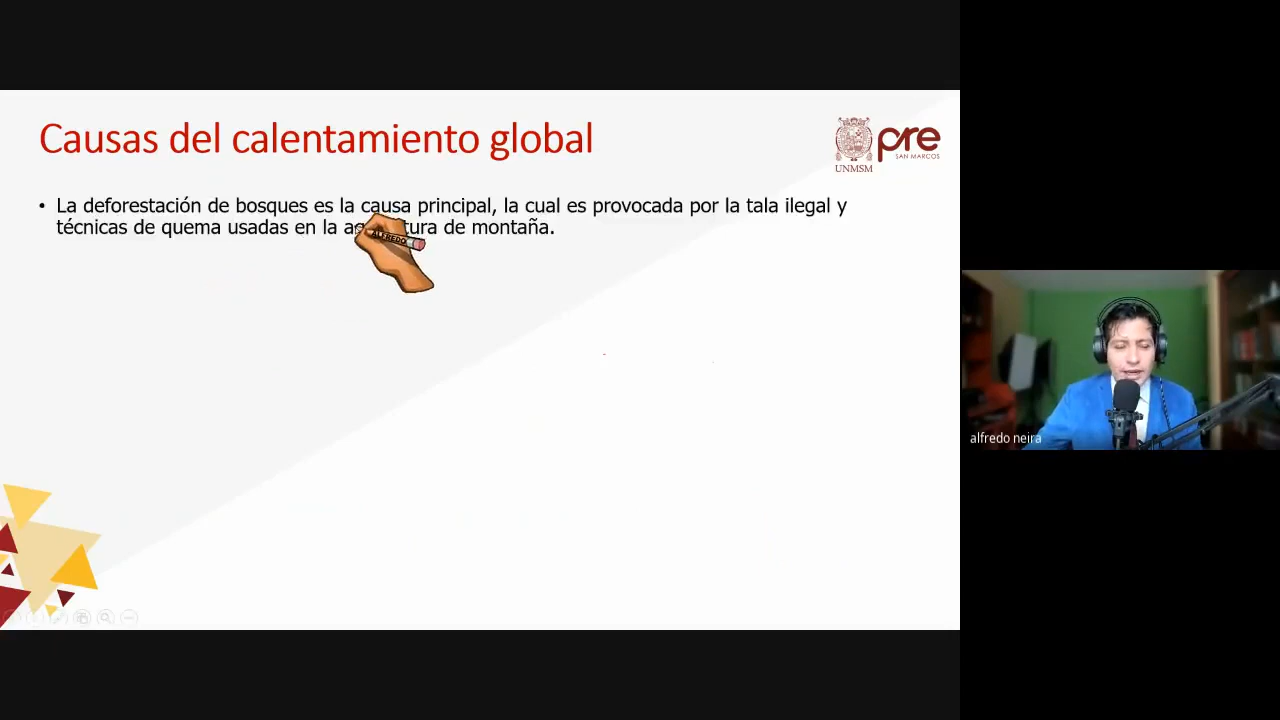 Causas del calentamiento global
pre
SAN MARCOS
UNMSM
• La deforestación de bosques es la causa principal, la cual es provocada por la tala ilegal y
técnicas de quema usadas en la de montaña.
ALFREDO
alfredo neira